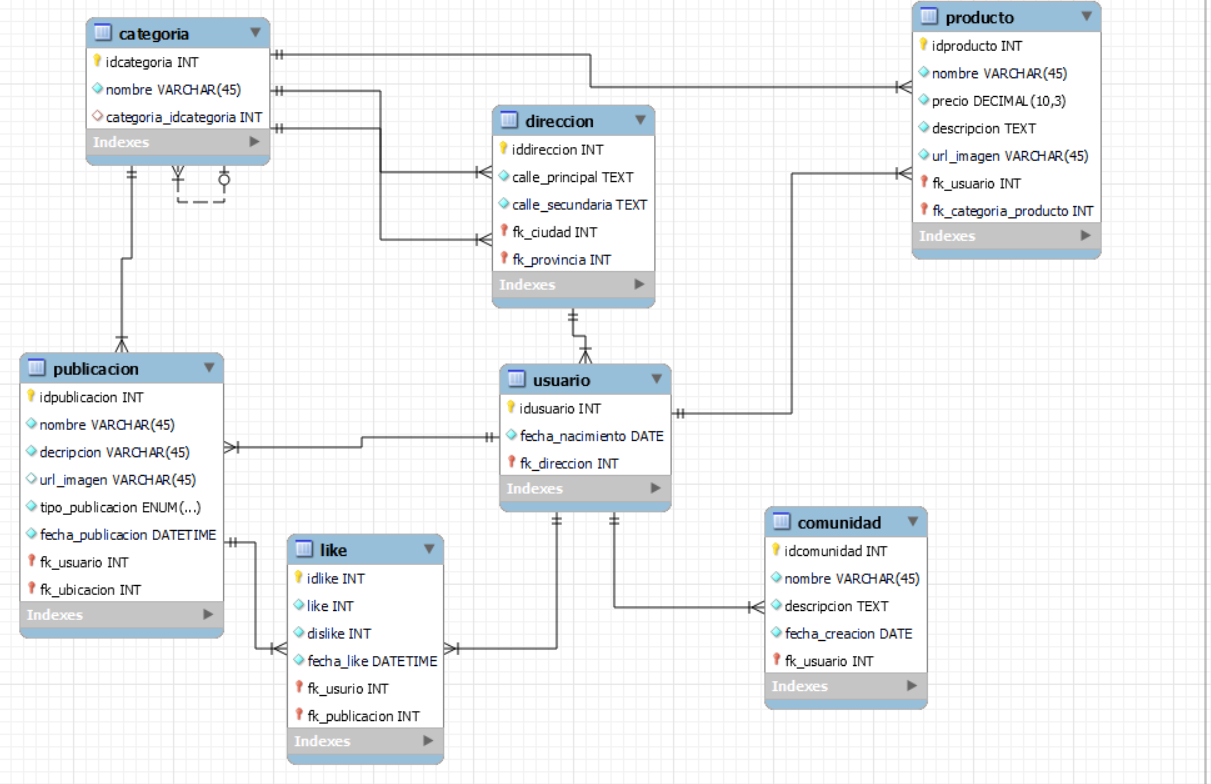 categoria
idcategoria INT
nombre VARCHAR(45)
categoria_idcategoria INT
Indexes
producto
idproducto INT
nombre VARCHAR(45)
precio DECIMAL(10,3)
descripcion TEXT
url_imagen VARCHAR(45)
fk_usuario INT
fk_categoria_producto INT
Indexes
direccion
iddireccion INT
calle_principal TEXT
calle_secundaria TEXT
fk_ciudad INT
fk_provincia INT
Indexes
publicacion
idpublicacion INT
nombre VARCHAR(45)
decripcion VARCHAR(45)
url_imagen VARCHAR(45)
tipo_publicacion ENUM(...)
fecha_publicacion DATETIME
fk_usuario INT
fk_ubicacion INT
Indexes
usuario
idusuario INT
fecha_nacimiento DATE
fk_direccion INT
Indexes
like
idlike INT
like INT
dislike INT
fecha_like DATETIME
fk_usurio INT
fk_publicacion INT
Indexes
comunidad
idcomunidad INT
nombre VARCHAR(45)
descripcion TEXT
fecha_creacion DATE
fk_usuario INT
Indexes